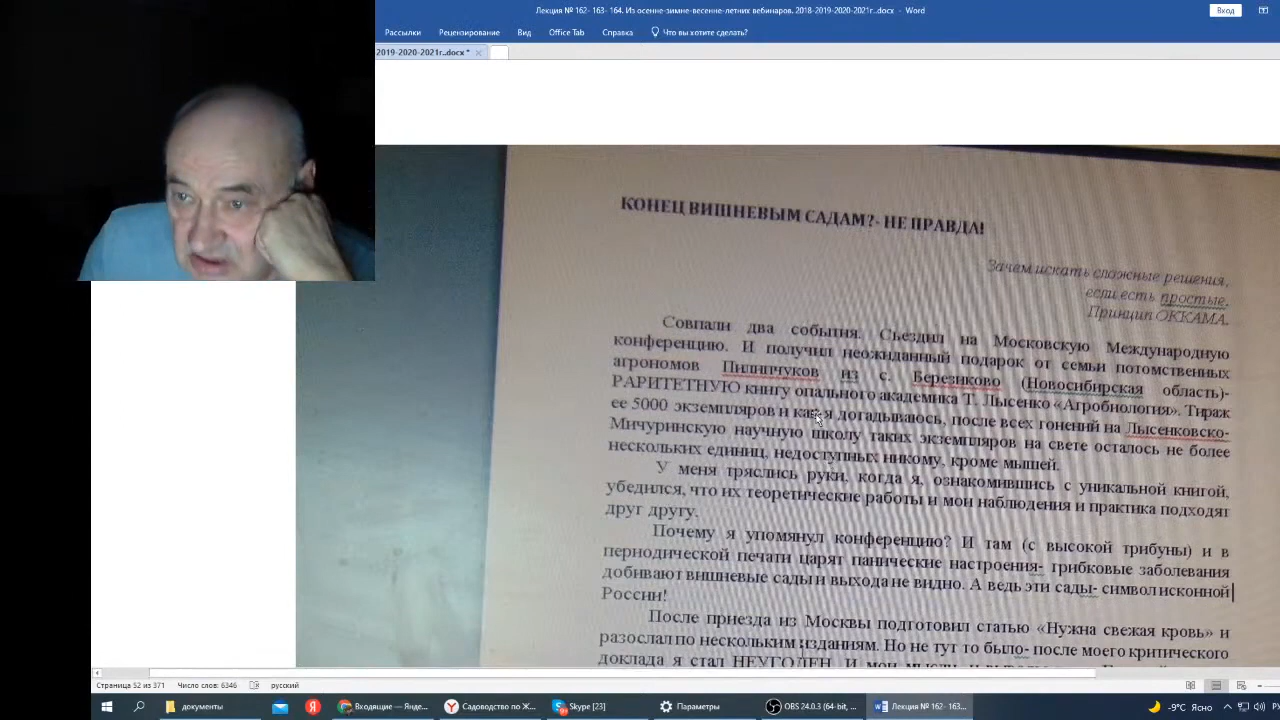 Лекция № 162- 163- 164. Из осенне-зимне-весенне-летних вебинаров. 2018-2019-2020-2021г...docx - Word
Вход
Рассылки Рецензирование Вид Office Tab Справка Что вы хотите сделать?
2019-2020-2021г...docx *
КОНЕЦ ВИШНЕВЫМ САДАМ?- НЕ ПРАВДА!
Зачем искать сложные решения,
если есть простые.
Принцип ОККАМА.
Совпали два события. Съездил на Московскую Международную
конференцию. И получил неожиданный подарок от семьи потомственных
агрономов Пилипчуков из с. Березиково (Новосибирская область)-
РАРИТЕТНУЮ книгу опального академика Т. Лысенко «Агробиология». Тираж
ее 5000 экземпляров и как я догадываюсь, после всех гонений на Лысенковско-
Мичуринскую научную школу таких экземпляров на свете осталось не более
нескольких единиц, недоступных никому, кроме мышей.
У меня тряслись руки, когда я, ознакомившись с уникальной книгой,
убедился, что их теоретические работы и мои наблюдения и практика подходят
друг другу.
Почему я упомянул конференцию? И там (с высокой трибуны) и в
периодической печати царят панические настроения- грибковые заболевания
добивают вишневые сады и выхода не видно. А ведь эти сады- символ исконной
России!
После приезда из Москвы подготовил статью «Нужна свежая кровь» и
разослал по нескольким изданиям. Но не тут то было- после моего критического
доклада я стал НЕУГОДЕН. И мои мысли
Страница 52 из 371 Число слов: 6346 русский
документы
Входящие — Яндe...
Садоводство по Ж...
Skype [23]
Параметры
OBS 24.0.3 (64-bit, ...
Лекция № 162- 163...
-9°C Ясно